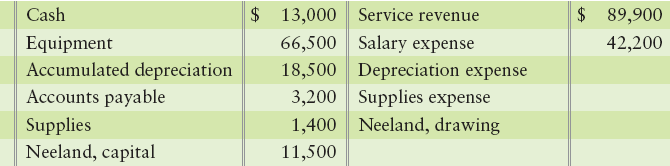 Cash $ 13,000 Service revenue $ 89,900
Equipment 66,500 Salary expense 42,200
Accumulated depreciation 18,500 Depreciation expense
Accounts payable 3,200 Supplies expense
Supplies 1,400 Neeland, drawing
Neeland, capital 11,500